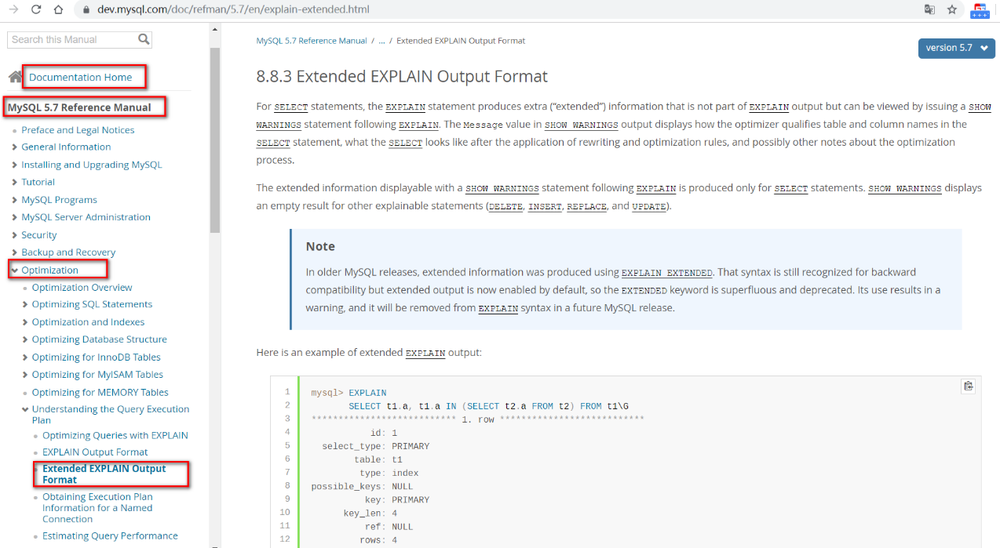 dev.mysql.com/doc/refman/5.7/en/explain-extended.html
Search this Manual
Documentation Home
MySQL 5.7 Reference Manual
Preface and Legal Notices
General Information
Installing and Upgrading MySQL
Tutorial
MySQL Programs
MySQL Server Administration
Security
Backup and Recovery
Optimization
Optimization Overview
Optimizing SQL Statements
Optimization and Indexes
Optimizing Database Structure
Optimizing for InnoDB Tables
Optimizing for MyISAM Tables
Optimizing for MEMORY Tables
Understanding the Query Execution
Plan
Optimizing Queries with EXPLAIN
EXPLAIN Output Format
Extended EXPLAIN Output
Format
Obtaining Execution Plan
Information for a Named
Connection
Estimating Query Performance
MySQL 5.7 Reference Manual / ... / Extended EXPLAIN Output Format
version 5.7
8.8.3 Extended EXPLAIN Output Format
For SELECT statements, the EXPLAIN statement produces extra (“extended”) information that is not part of EXPLAIN output but can be viewed by issuing a SHOW
WARNINGS statement following EXPLAIN. The Message value in SHOW WARNINGS output displays how the optimizer qualifies table and column names in the
SELECT statement, what the SELECT looks like after the application of rewriting and optimization rules, and possibly other notes about the optimization
process.
The extended information displayable with a SHOW WARNINGS statement following EXPLAIN is produced only for SELECT statements. SHOW WARNINGS displays
an empty result for other explainable statements (DELETE, INSERT, REPLACE, and UPDATE).
Note
In older MySQL releases, extended information was produced using EXPLAIN EXTENDED. That syntax is still recognized for backward
compatibility but extended output is now enabled by default, so the EXTENDED keyword is superfluous and deprecated. Its use results in a
warning, and it will be removed from EXPLAIN syntax in a future MySQL release.
Here is an example of extended EXPLAIN output:
1 mysql> EXPLAIN
2 SELECT t1.a, t1.a IN (SELECT t2.a FROM t2) FROM t1\G
3 *************************** 1. row ***************************
4 id: 1
5 select_type: PRIMARY
6 table: t1
7 type: index
8 possible_keys: NULL
9 key: PRIMARY
10 key_len: 4
11 ref: NULL
12 rows: 4